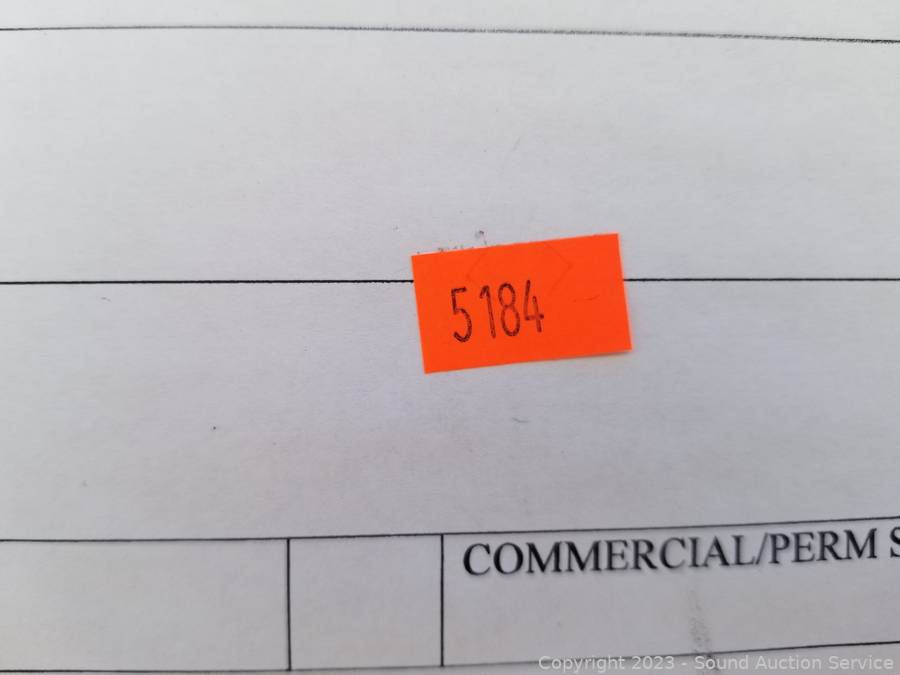 5184
COMMERCIAL/PERM S
Copyright 2023 - Sound Auction Service